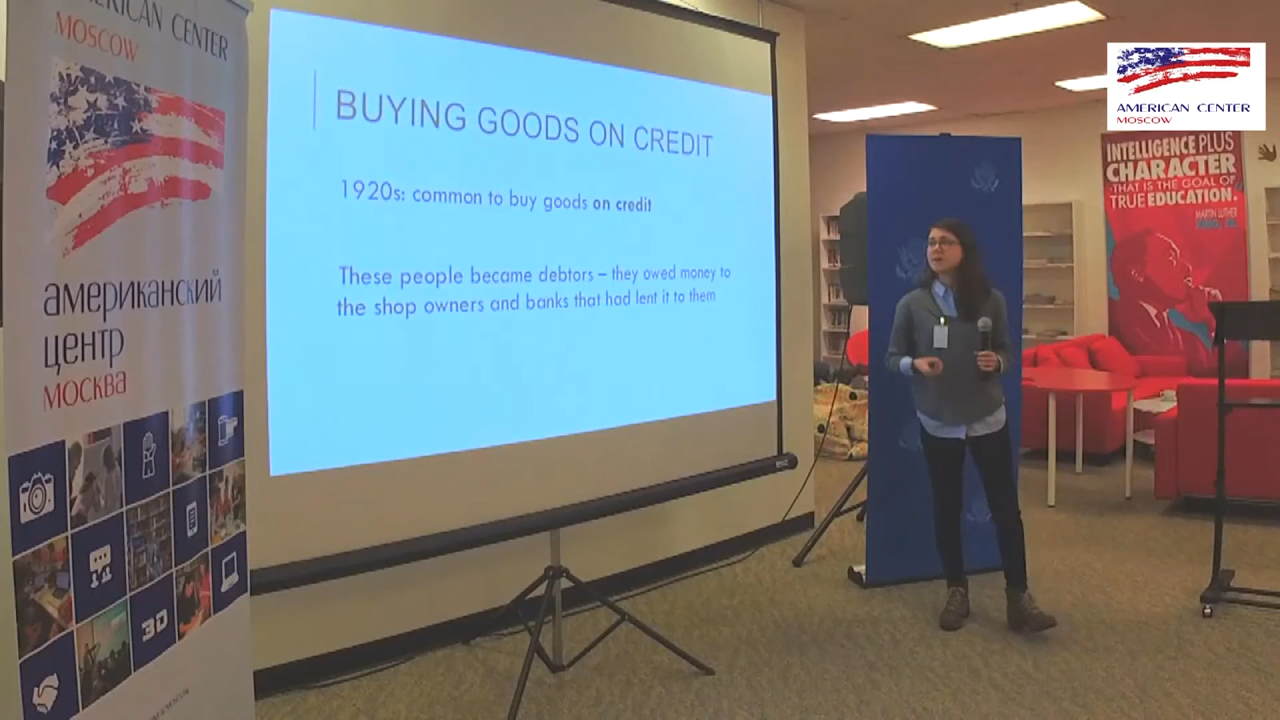 AMERICAN CENTER
MOSCOW
американский
центр
москва
3D
BUYING GOODS ON CREDIT
1920s: common to buy goods on credit
These people became debtors – they owed money to
the shop owners and banks that had lent it to them
AMERICAN CENTER
MOSCOW
INTELLIGENCE PLUS
CHARACTER
-THAT IS THE GOAL OF
TRUE EDUCATION.
MARTIN LUTHER
KING, JR.